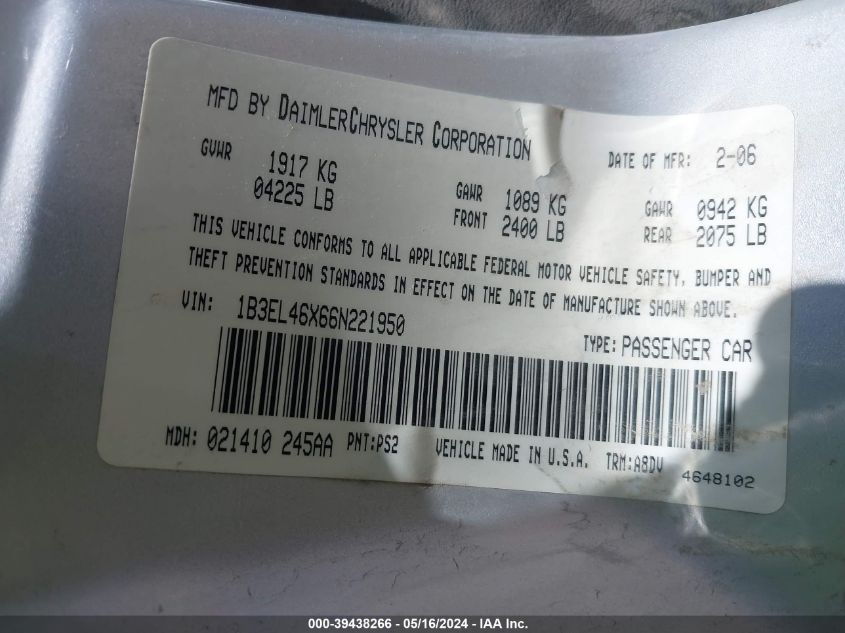 MFD BY DAIMLERCHRYSLER CORPORATION
DATE OF MFR: 2-06
GVWR 1917 KG
04225 LB
GAWR FRONT 1089 KG
2400 LB
GAWR REAR 0942 KG
2075 LB
THIS VEHICLE CONFORMS TO ALL APPLICABLE FEDERAL MOTOR VEHICLE SAFETY, BUMPER AND
THEFT PREVENTION STANDARDS IN EFFECT ON THE DATE OF MANUFACTURE SHOWN ABOVE.
VIN: 1B3EL46X66N221950
TYPE: PASSENGER CAR
MDH: 021410 245AA PNT:PS2 VEHICLE MADE IN U.S.A. TRM:A8DV
4648102
000-39438266 - 05/16/2024 - IAA Inc.